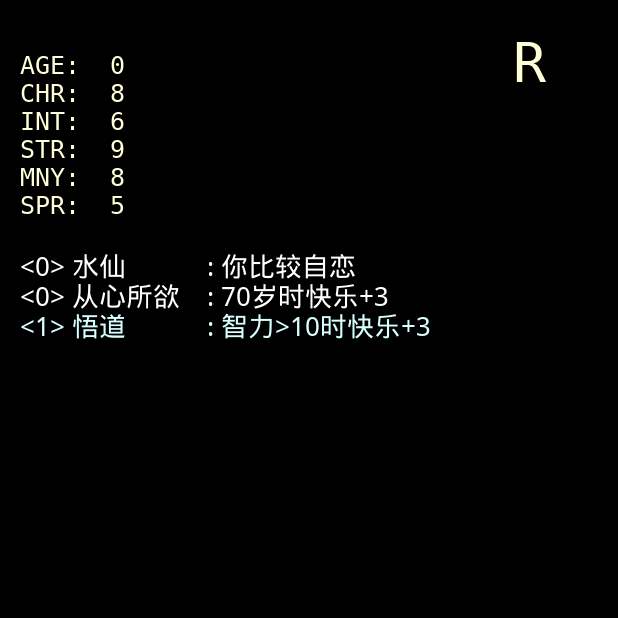 R
AGE: 0
CHR: 8
INT: 6
STR: 9
MNY: 8
SPR: 5
<0> 水仙 : 你比较自恋
<0> 从心所欲 : 70岁时快乐+3
<1> 悟道 : 智力>10时快乐+3